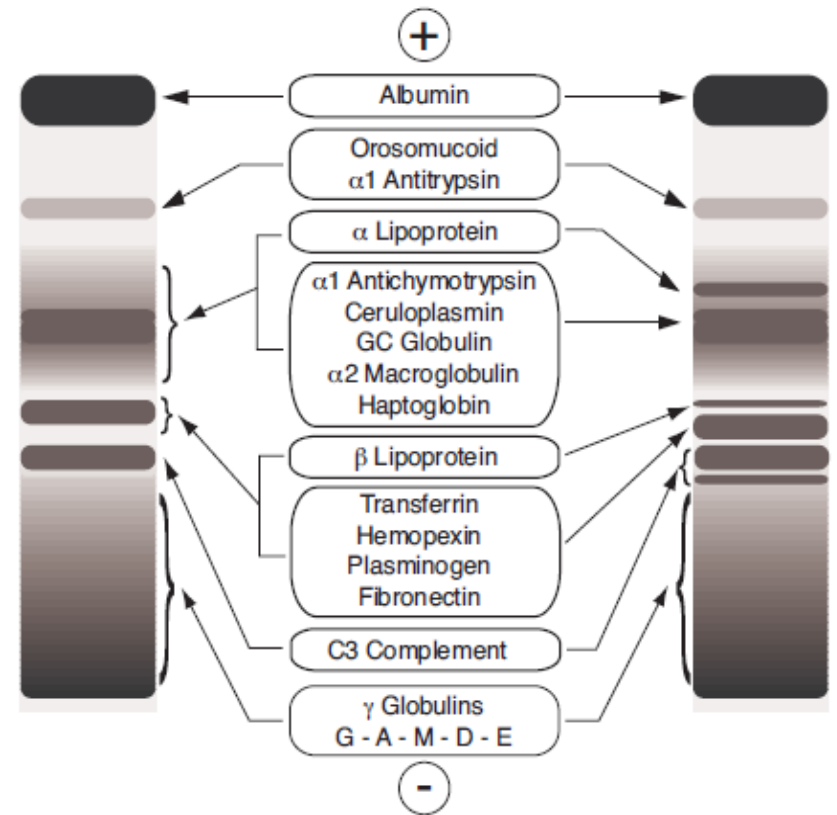 +
Albumin
Orosomucoid
α1 Antitrypsin
α Lipoprotein
α1 Antichymotrypsin
Ceruloplasmin
GC Globulin
α2 Macroglobulin
Haptoglobin
β Lipoprotein
Transferrin
Hemopexin
Plasminogen
Fibronectin
C3 Complement
γ Globulins
G - A - M - D - E
-